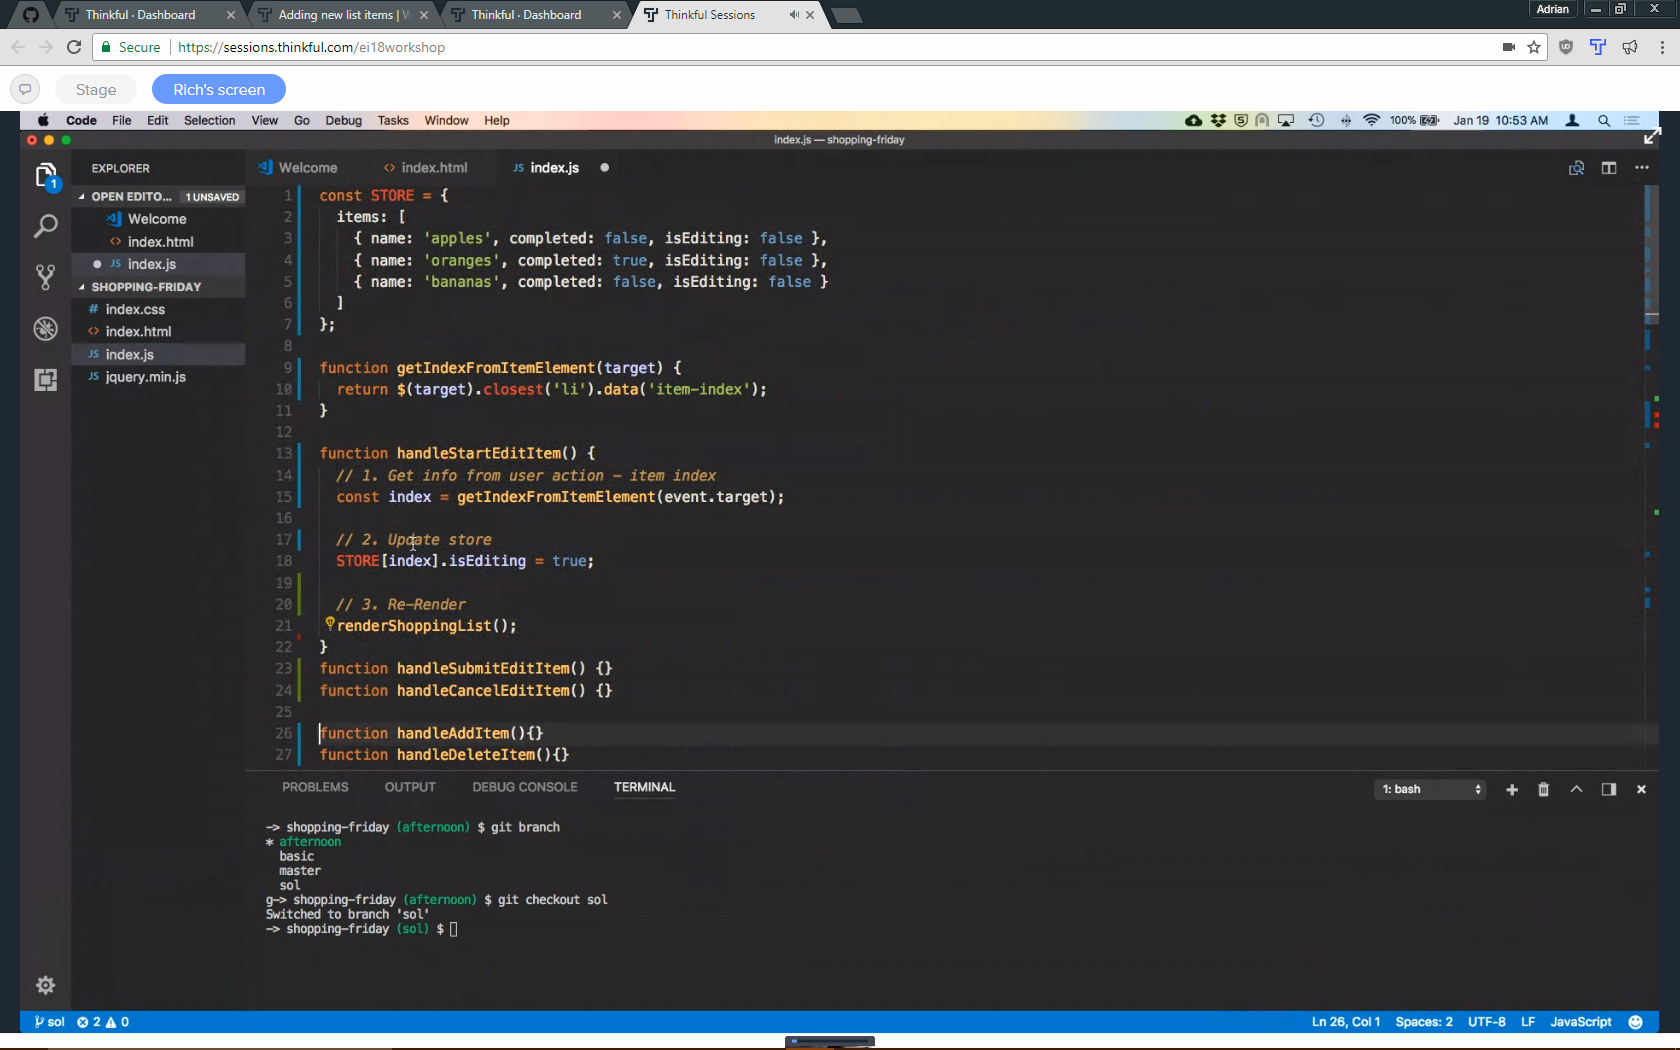 Thinkful · Dashboard
Adding new list items | W
Thinkful · Dashboard
Thinkful Sessions
Adrian
Secure
https://sessions.thinkful.com/ei18workshop
Stage
Rich's screen
Code File Edit Selection View Go Debug Tasks Window Help
100%
Jan 19 10:53 AM
index.js — shopping-friday
EXPLORER
Welcome
index.html
JS index.js
1
OPEN EDITO... 1 UNSAVED
Welcome
index.html
JS index.js
SHOPPING-FRIDAY
# index.css
<> index.html
JS index.js
JS jquery.min.js
1 const STORE = {
2 items: [
3 { name: 'apples', completed: false, isEditing: false },
4 { name: 'oranges', completed: true, isEditing: false },
5 { name: 'bananas', completed: false, isEditing: false }
6 ]
7 };
8
9 function getIndexFromItemElement(target) {
10 return $(target).closest('li').data('item-index');
11 }
12
13 function handleStartEditItem() {
14 // 1. Get info from user action – item index
15 const index = getIndexFromItemElement(event.target);
16
17 // 2. Update store
18 STORE[index].isEditing = true;
19
20 // 3. Re-Render
21 renderShoppingList();
22 }
23 function handleSubmitEditItem() {}
24 function handleCancelEditItem() {}
25
26 function handleAddItem(){}
27 function handleDeleteItem(){}
PROBLEMS OUTPUT DEBUG CONSOLE TERMINAL
1: bash
-> shopping-friday (afternoon) $ git branch
* afternoon
basic
master
sol
g-> shopping-friday (afternoon) $ git checkout sol
Switched to branch 'sol'
-> shopping-friday (sol) $
sol 2 0
Ln 26, Col 1 Spaces: 2 UTF-8 LF JavaScript